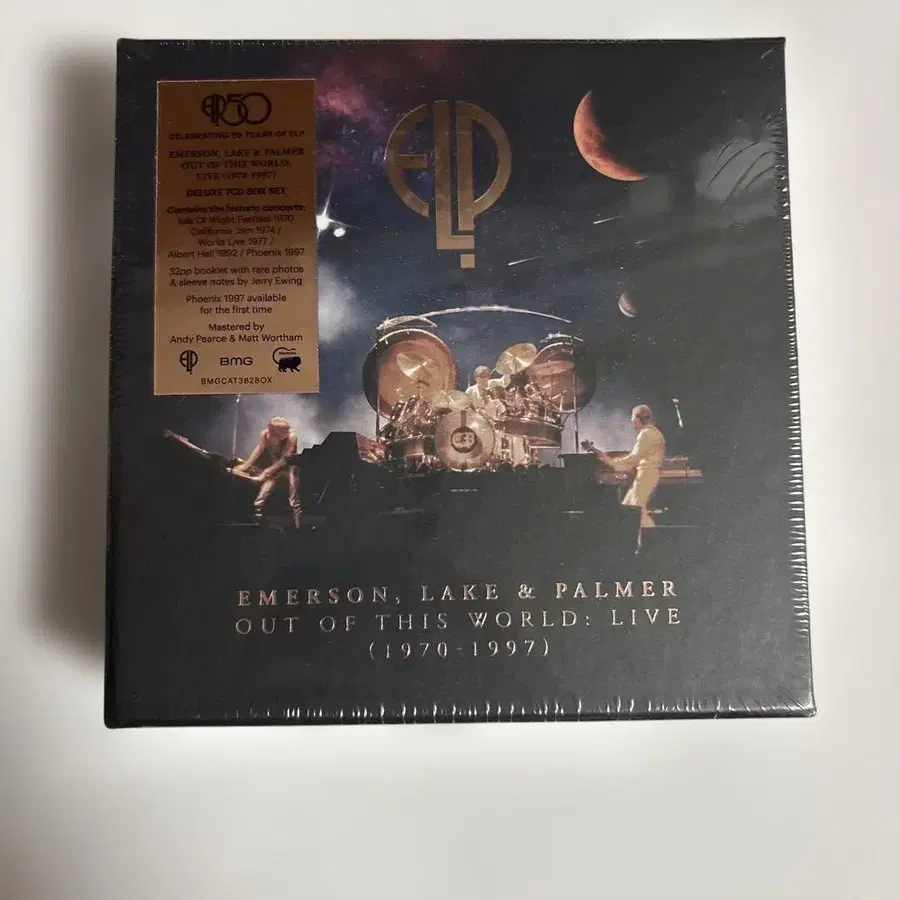 ELP50
CELEBRATING 50 YEARS OF ELP
EMERSON, LAKE & PALMER
OUT OF THIS WORLD:
LIVE (1970-1997)
DELUXE 7CD BOX SET
Contains the historic concerts:
Isle Of Wight Festival 1970
California Jam 1974 /
Works Live 1977 /
Albert Hall 1992 / Phoenix 1997
32pp booklet with rare photos
& sleeve notes by Jerry Ewing
Phoenix 1997 available
for the first time
Mastered by
Andy Pearce & Matt Wortham
ELP BMG
BMGCAT382BOX
ELP
EMERSON, LAKE & PALMER
OUT OF THIS WORLD: LIVE
(1970-1997)